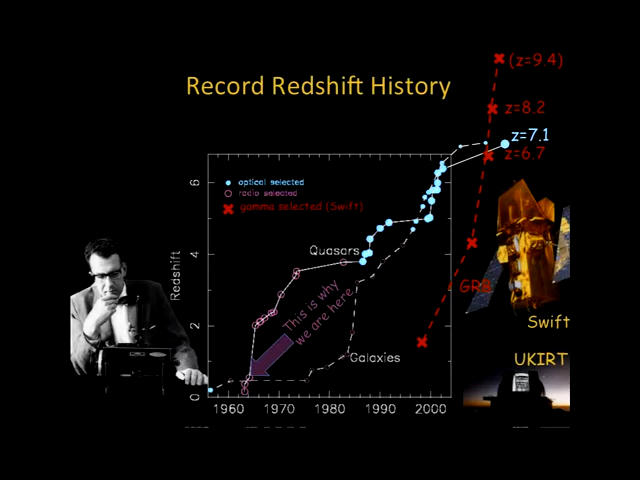 Record Redshift History
(z=9.4)
z=8.2
z=7.1
z=6.7
optical selected
radio selected
gamma selected (Swift)
Quasars
This is why
we are here
GRB
Galaxies
Swift
UKIRT
Redshift
6
4
2
0
1960 1970 1980 1990 2000